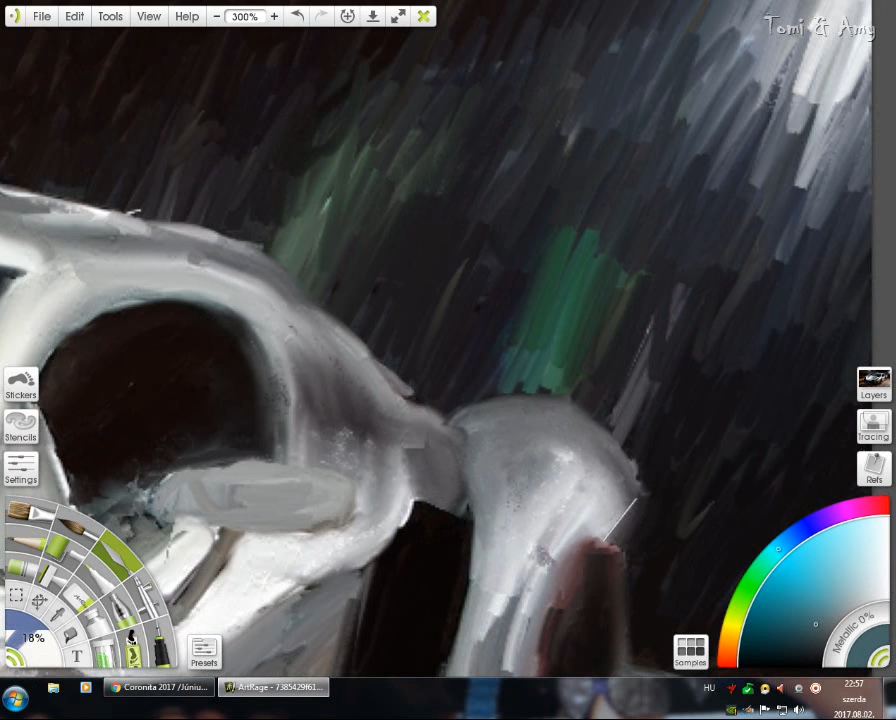 File Edit Tools View Help − 300% +
Tomi & Amy
Stickers
Stencils
Settings
Layers
Tracing
Refs
18%
T
Presets
Samples
Metallic 0%
Coronita 2017 /Júniu...
ArtRage - 7385429f61...
HU
22:57
szerda
2017.08.02.